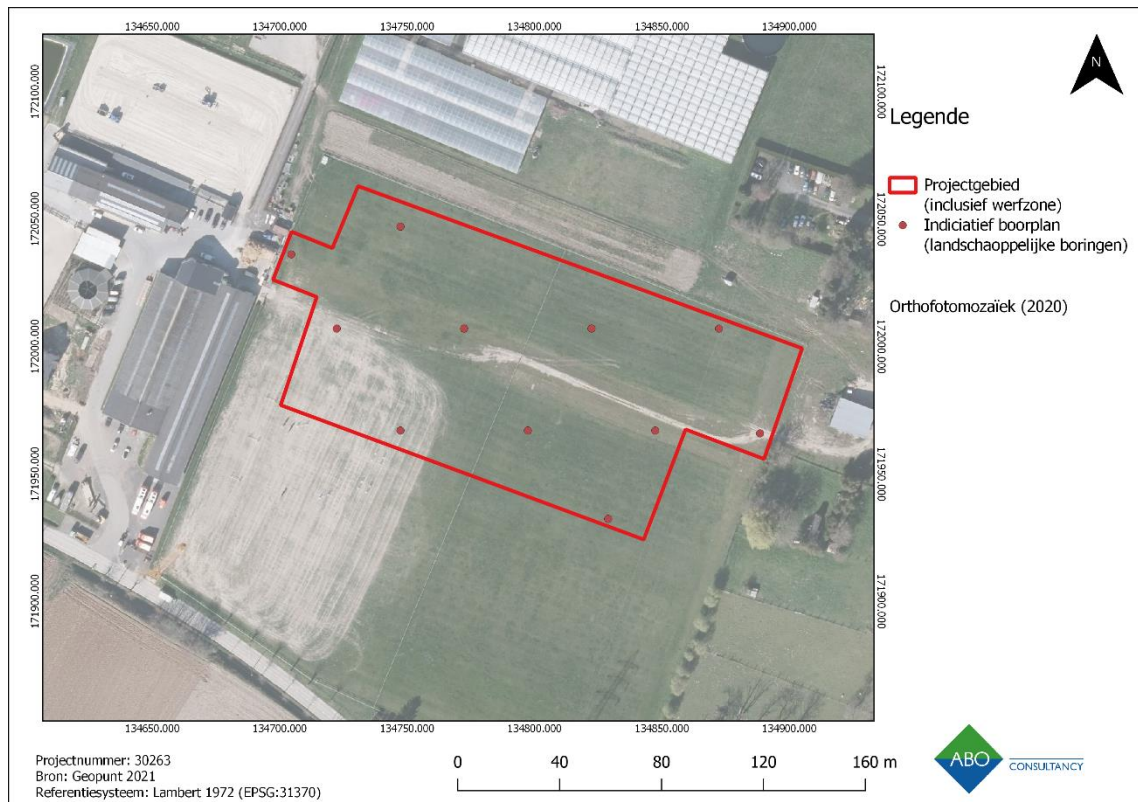 134650.000 134700.000 134750.000 134800.000 134850.000 134900.000
172100.000
172050.000
172000.000
171950.000
171900.000
172100.000
172050.000
172000.000
171950.000
171900.000
134650.000 134700.000 134750.000 134800.000 134850.000 134900.000
N
Legende
Projectgebied
(inclusief werfzone)
Indiciatief boorplan
(landschaoppelijke boringen)
Orthofotomozaïek (2020)
Projectnummer: 30263
Bron: Geopunt 2021
Referentiesysteem: Lambert 1972 (EPSG:31370)
0 40 80 120 160 m
ABO
CONSULTANCY